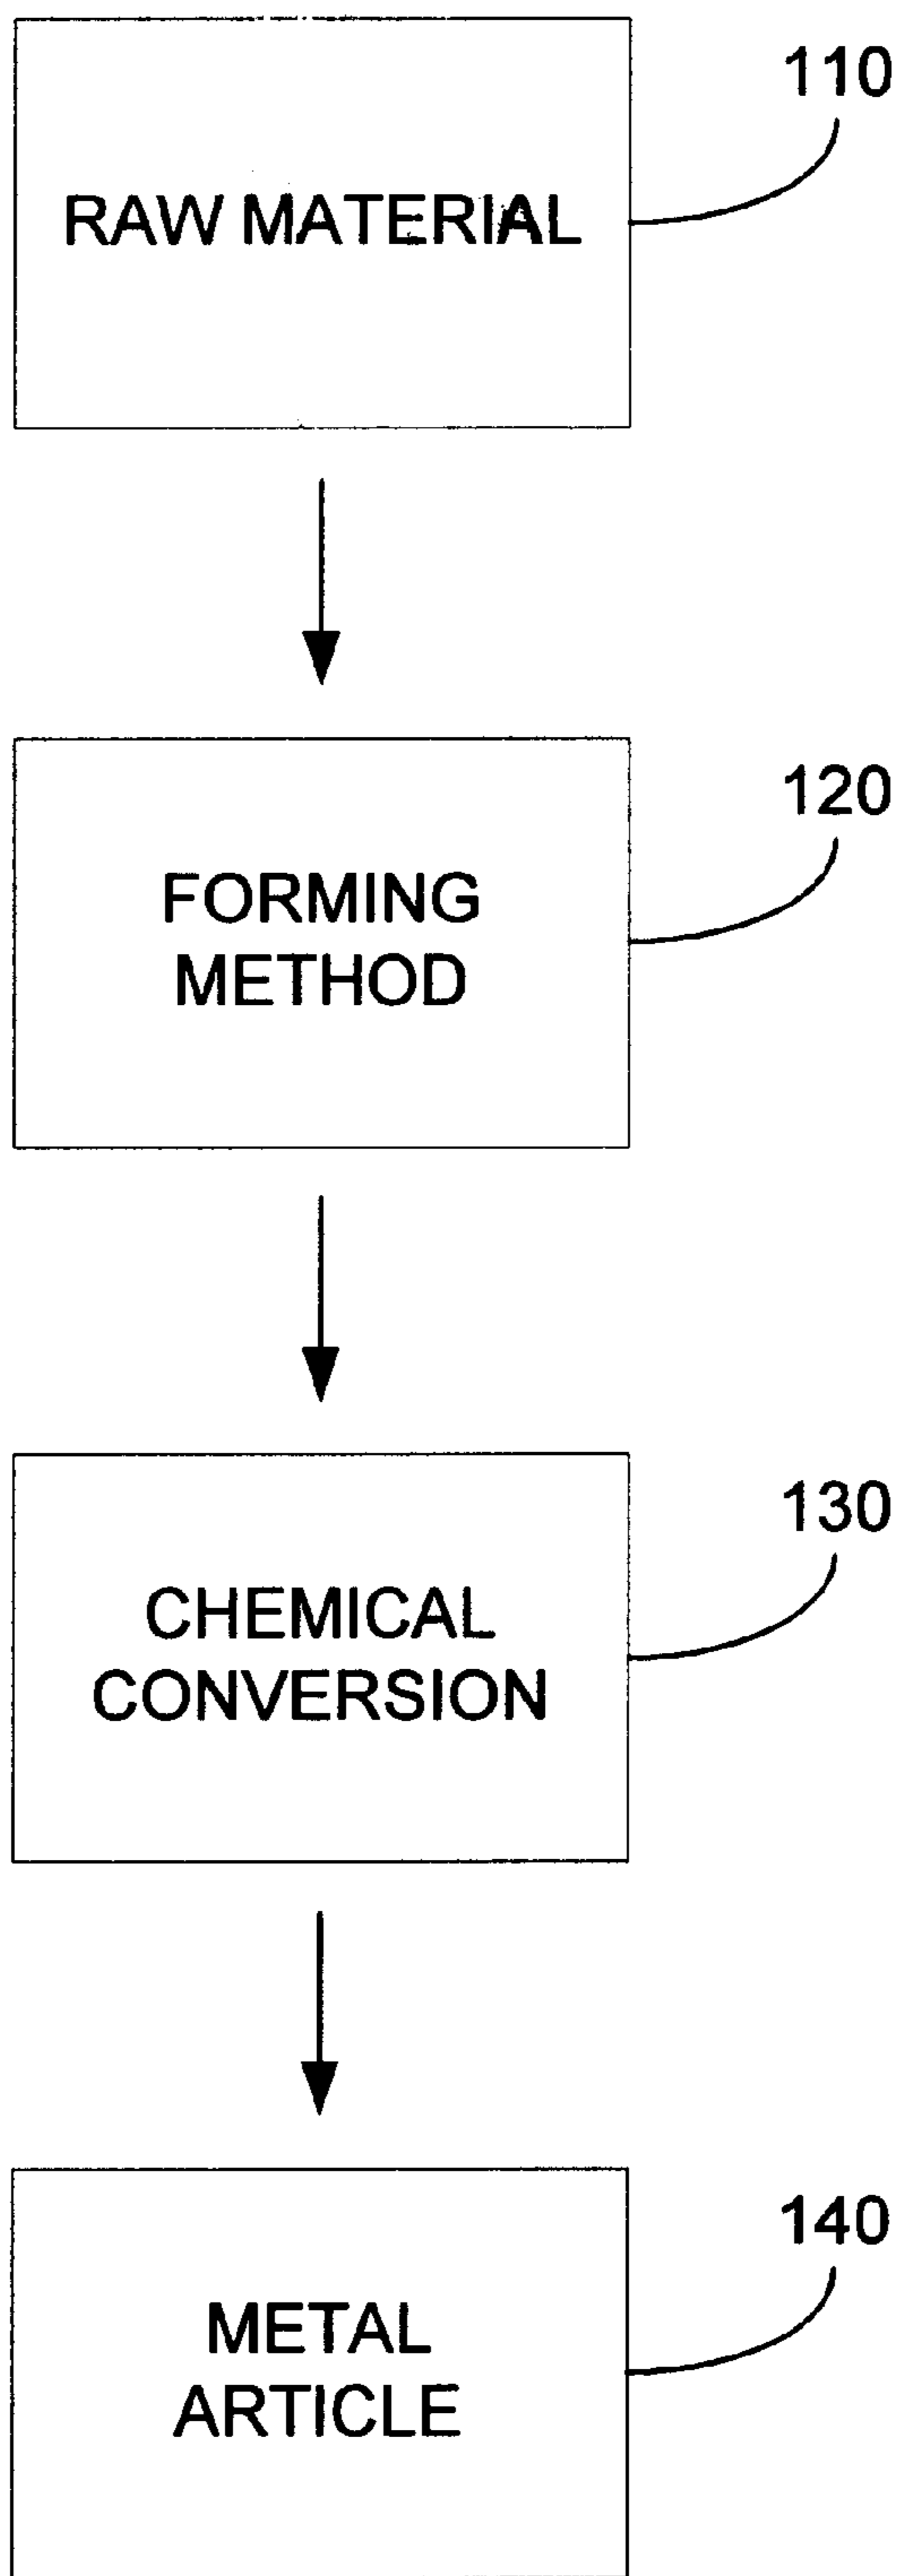 110
RAW MATERIAL
120
FORMING
METHOD
130
CHEMICAL
CONVERSION
140
METAL
ARTICLE